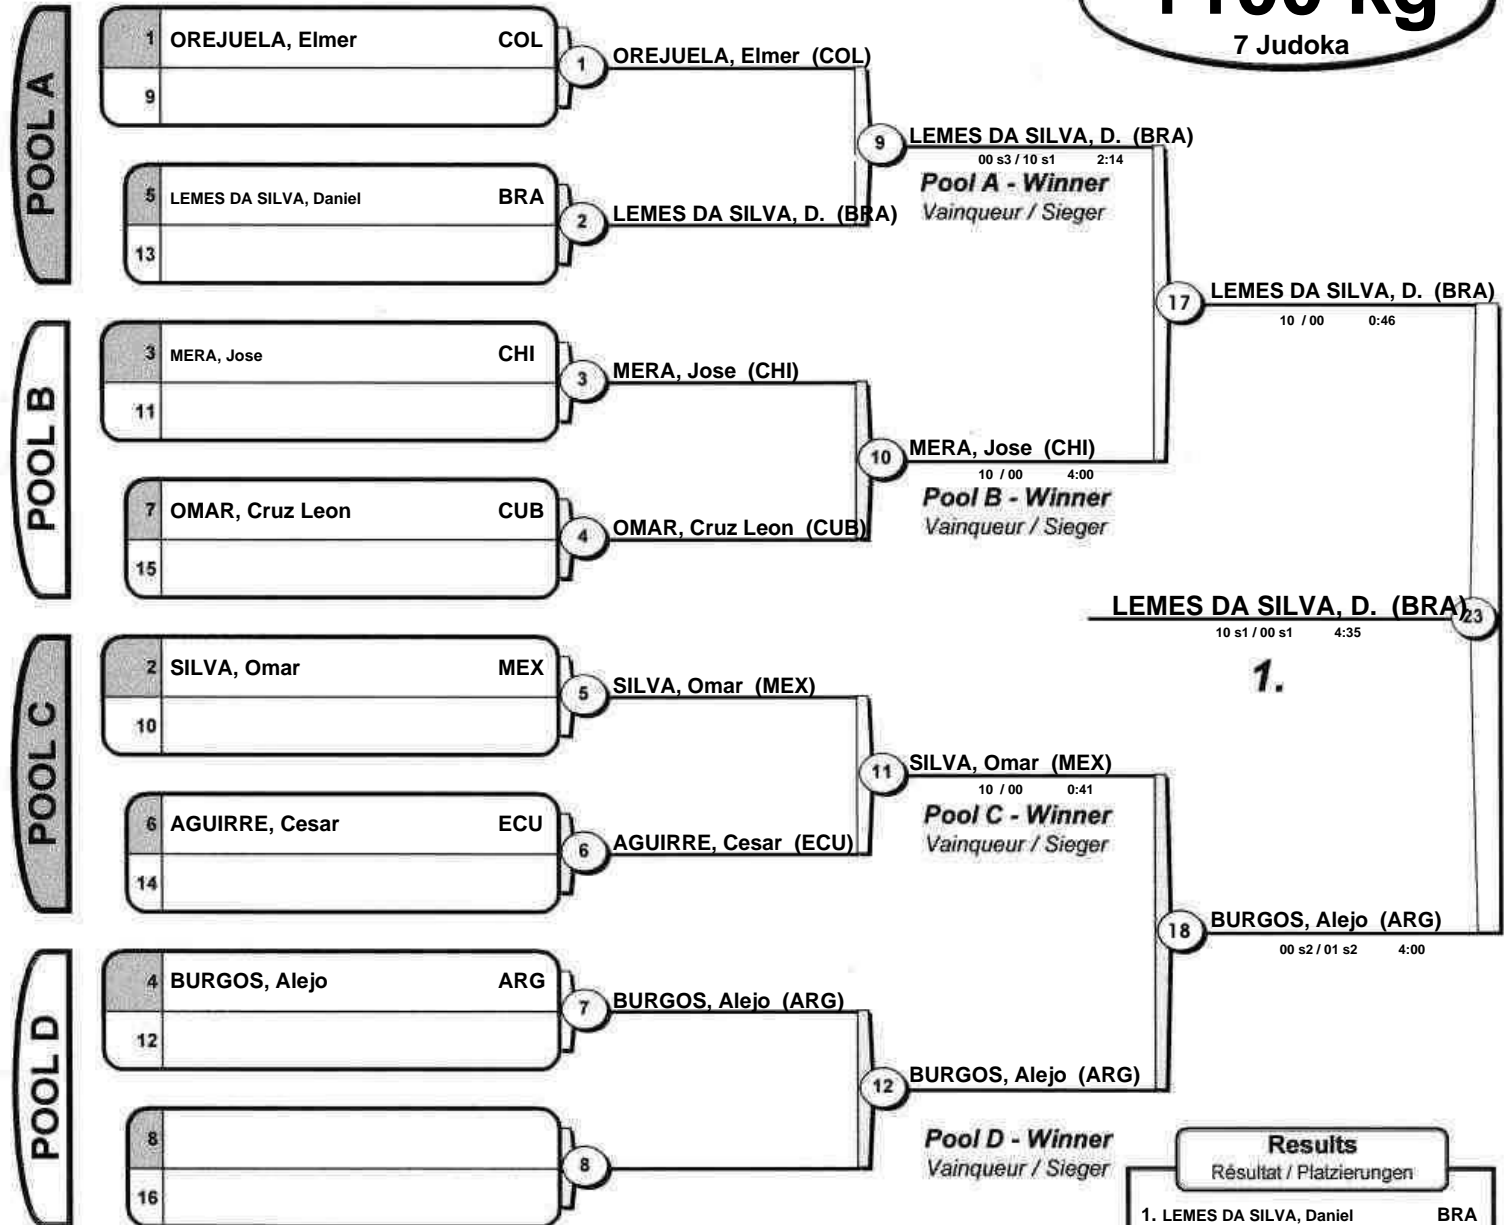 7 Judoka
POOL A
1 OREJUELA, Elmer COL
9
1 OREJUELA, Elmer (COL)
5 LEMES DA SILVA, Daniel BRA
13
2 LEMES DA SILVA, D. (BRA)
9 LEMES DA SILVA, D. (BRA)
00 s3 / 10 s1 2:14
Pool A - Winner
Vainqueur / Sieger
POOL B
3 MERA, Jose CHI
11
3 MERA, Jose (CHI)
7 OMAR, Cruz Leon CUB
15
4 OMAR, Cruz Leon (CUB)
10 MERA, Jose (CHI)
10 / 00 4:00
Pool B - Winner
Vainqueur / Sieger
17 LEMES DA SILVA, D. (BRA)
10 / 00 0:46
LEMES DA SILVA, D. (BRA) 23
10 s1 / 00 s1 4:35
1.
POOL C
2 SILVA, Omar MEX
10
5 SILVA, Omar (MEX)
6 AGUIRRE, Cesar ECU
14
6 AGUIRRE, Cesar (ECU)
11 SILVA, Omar (MEX)
10 / 00 0:41
Pool C - Winner
Vainqueur / Sieger
18 BURGOS, Alejo (ARG)
00 s2 / 01 s2 4:00
POOL D
4 BURGOS, Alejo ARG
12
7 BURGOS, Alejo (ARG)
8
16
8
12 BURGOS, Alejo (ARG)
Pool D - Winner
Vainqueur / Sieger
Results
Résultat / Platzierungen
1. LEMES DA SILVA, Daniel BRA